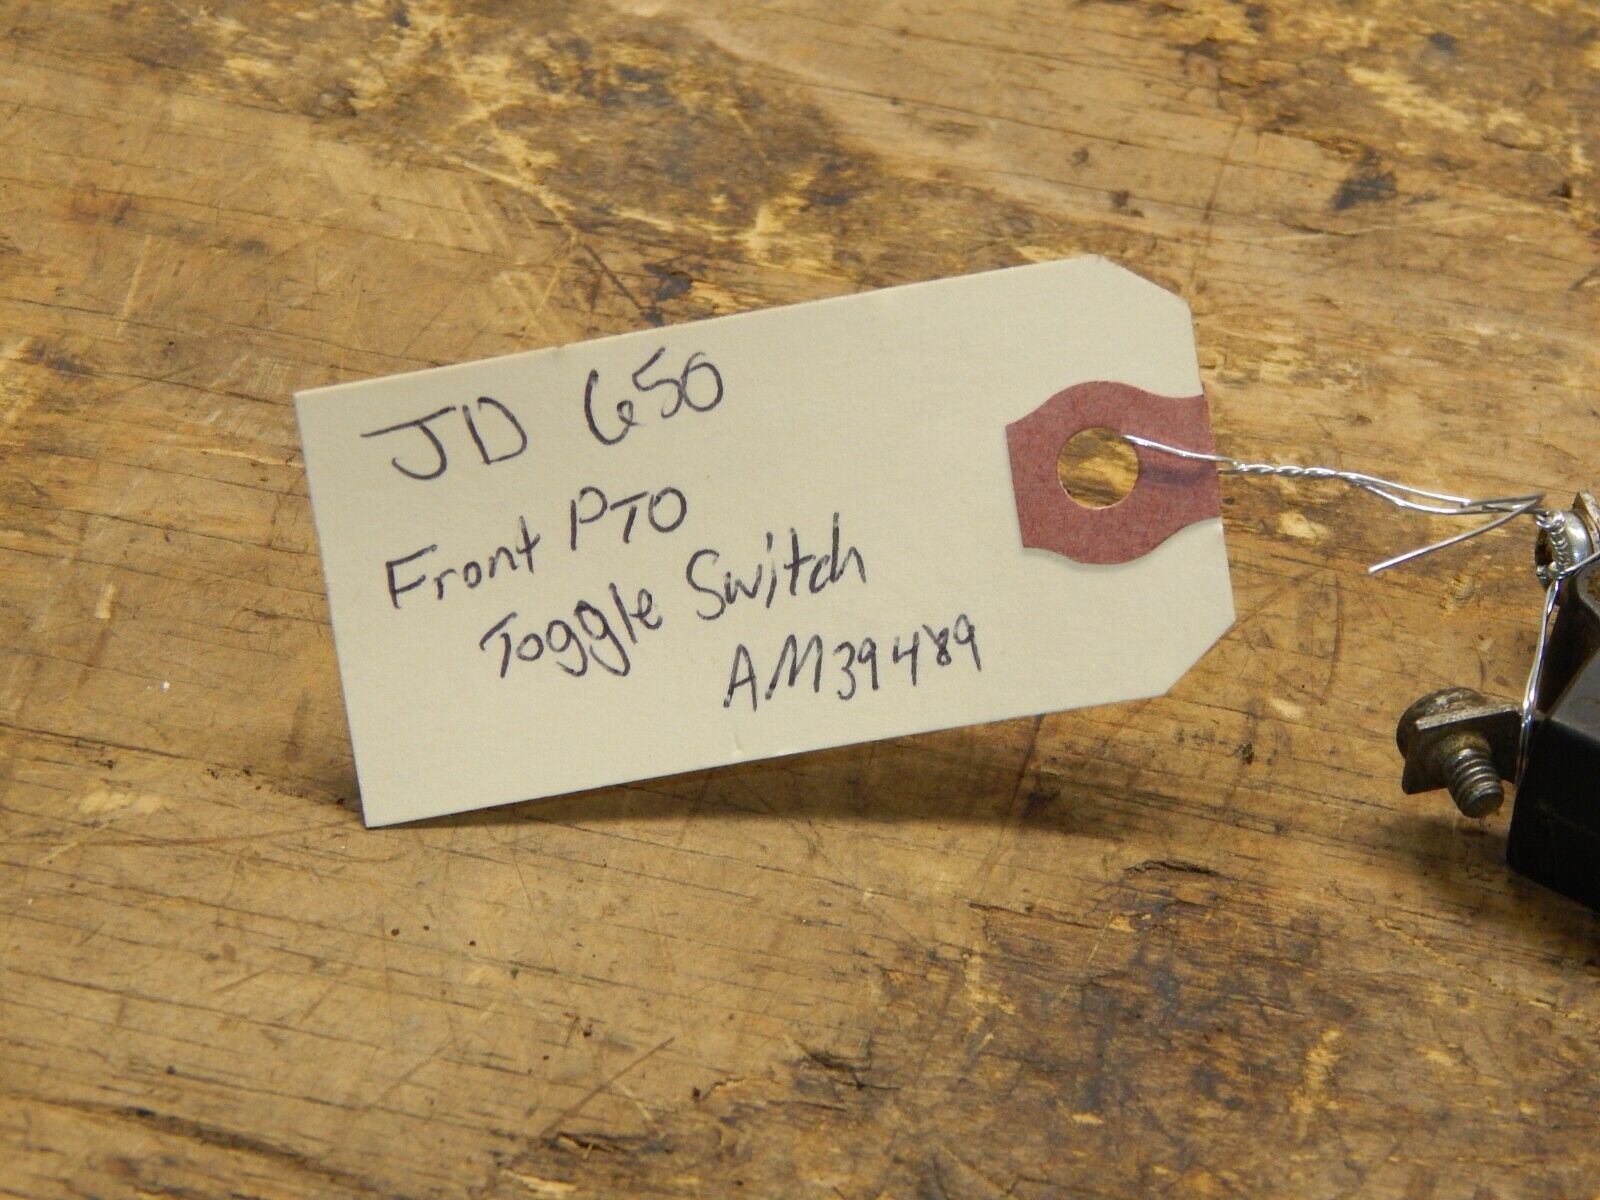 JD 650
Front PTO
Toggle Switch
AM39489